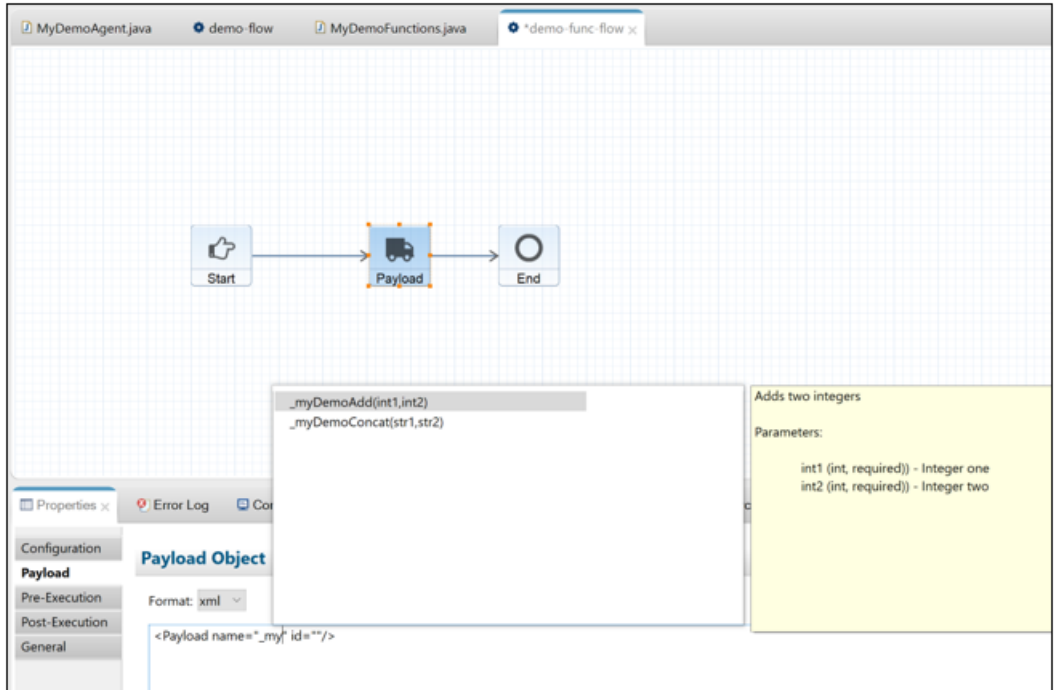 MyDemoAgent.java demo-flow MyDemoFunctions.java *demo-func-flow
Start Payload End
_myDemoAdd(int1,int2)
_myDemoConcat(str1,str2)
Adds two integers
Parameters:
int1 (int, required)) - Integer one
int2 (int, required)) - Integer two
Properties Error Log
Configuration
Payload
Pre-Execution
Post-Execution
General
Payload Object
Format: xml
<Payload name="_my" id=""/>